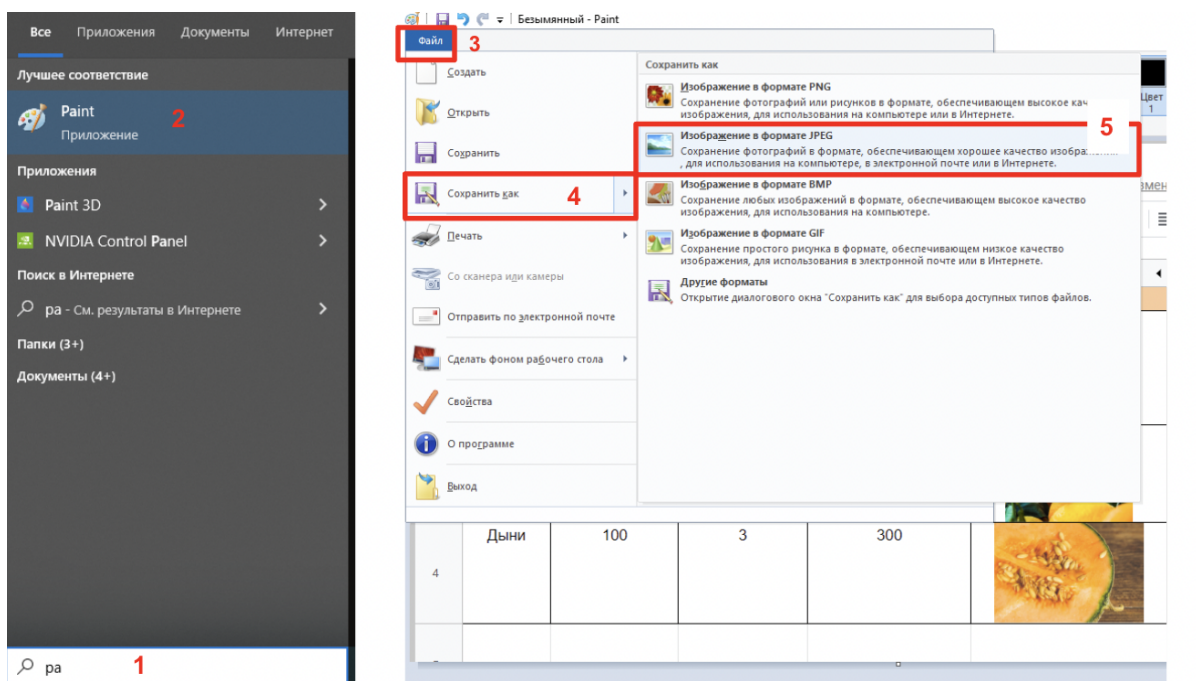 Все Приложения Документы Интернет
Лучшее соответствие
Paint
Приложение
2
Приложения
Paint 3D
NVIDIA Control Panel
Поиск в Интернете
pa - См. результаты в Интернете
Папки (3+)
Документы (4+)
pa
1
Безымянный - Paint
Файл
3
Создать
Открыть
Сохранить
Сохранить как
4
Печать
Со сканера или камеры
Отправить по электронной почте
Сделать фоном рабочего стола
Свойства
О программе
Выход
Сохранить как
Изображение в формате PNG
Сохранение фотографий или рисунков в формате, обеспечивающем высокое
изображения, для использования на компьютере или в Интернете.
Изображение в формате JPEG
Сохранение фотографий в формате, обеспечивающем хорошее качество
, для использования на компьютере, в электронной почте или в Интернете.
5
Изображение в формате BMP
Сохранение любых изображений в формате, обеспечивающем высокое качество
изображения, для использования на компьютере.
Изображение в формате GIF
Сохранение простого рисунка в формате, обеспечивающем низкое качество
изображения, для использования в электронной почте или в Интернете.
Другие форматы
Открытие диалогового окна "Сохранить как" для выбора доступных типов файлов.
Цвет
1
Дыни 100 3 300
4